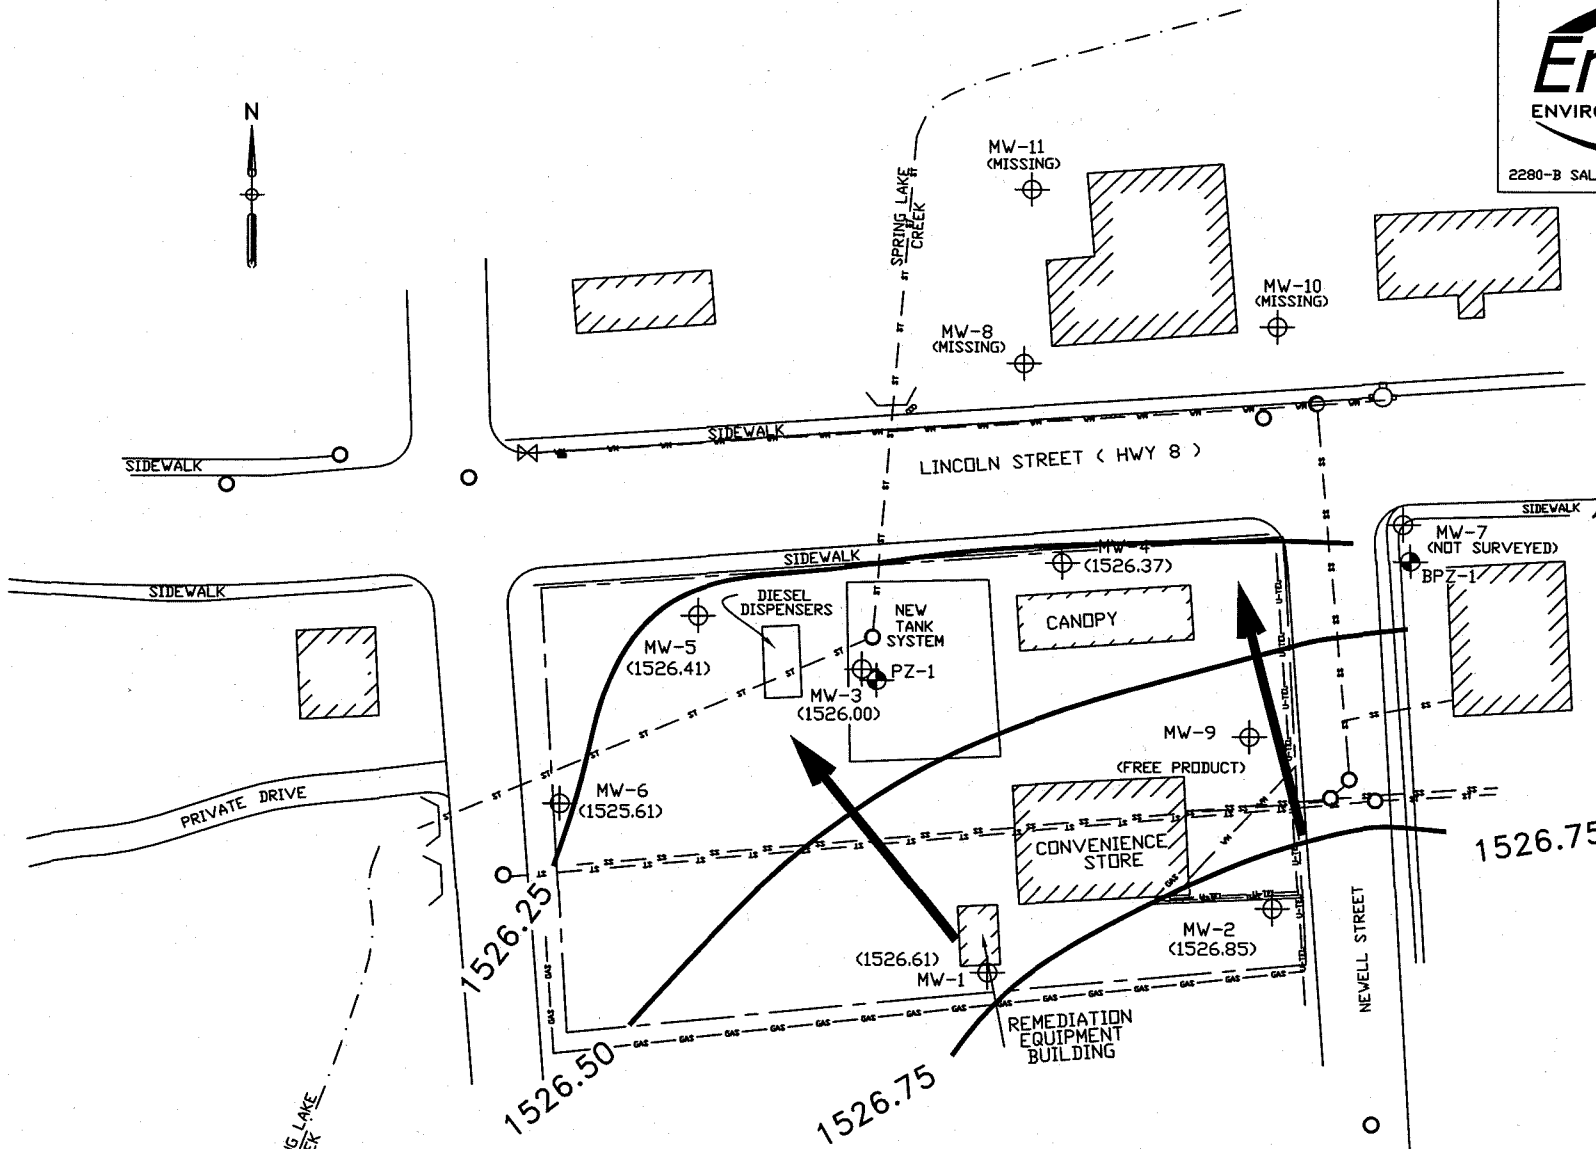 N
En
ENVIRO
2280-B SAL
MW-11
(MISSING)
SPRING LAKE
CREEK
MW-10
(MISSING)
MW-8
(MISSING)
SIDEWALK
SIDEWALK
LINCOLN STREET ( HWY 8 )
SIDEWALK
MW-7
(NOT SURVEYED)
BPZ-1
SIDEWALK
MW-4
(1526.37)
SIDEWALK
DIESEL
DISPENSERS
NEW
TANK
SYSTEM
CANOPY
MW-5
(1526.41)
PZ-1
MW-3
(1526.00)
MW-9
(FREE PRODUCT)
MW-6
(1525.61)
PRIVATE DRIVE
CONVENIENCE
STORE
1526.75
1526.25
MW-2
(1526.85)
NEWELL STREET
(1526.61)
MW-1
REMEDIATION
EQUIPMENT
BUILDING
1526.50
1526.75
NG LAKE
EK